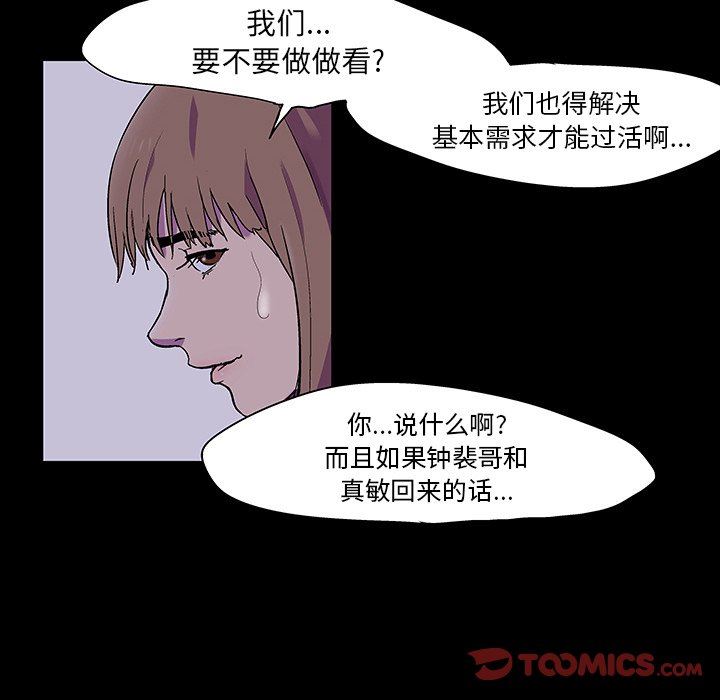 我们...
要不要做做看?
我们也得解决
基本需求才能过活啊...
你...说什么啊?
而且如果钟裴哥和
真敏回来的话...
TOOMICS.COM